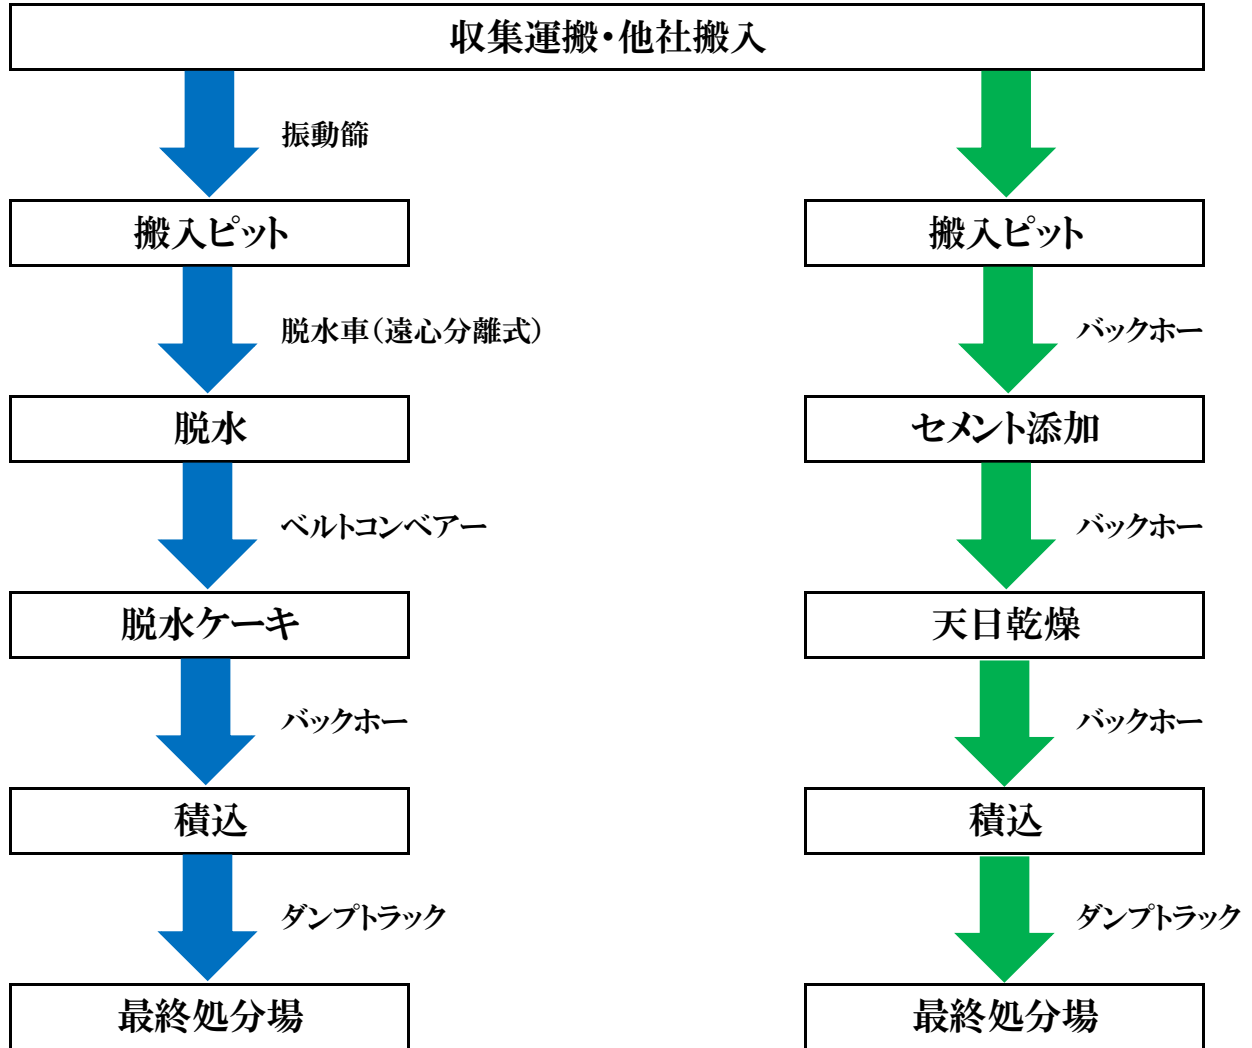 収集運搬・他社搬入
振動篩
搬入ピット
搬入ピット
脱水車（遠心分離式）
バックホー
脱水
セメント添加
ベルトコンベアー
バックホー
脱水ケーキ
天日乾燥
バックホー
バックホー
積込
積込
ダンプトラック
ダンプトラック
最終処分場
最終処分場